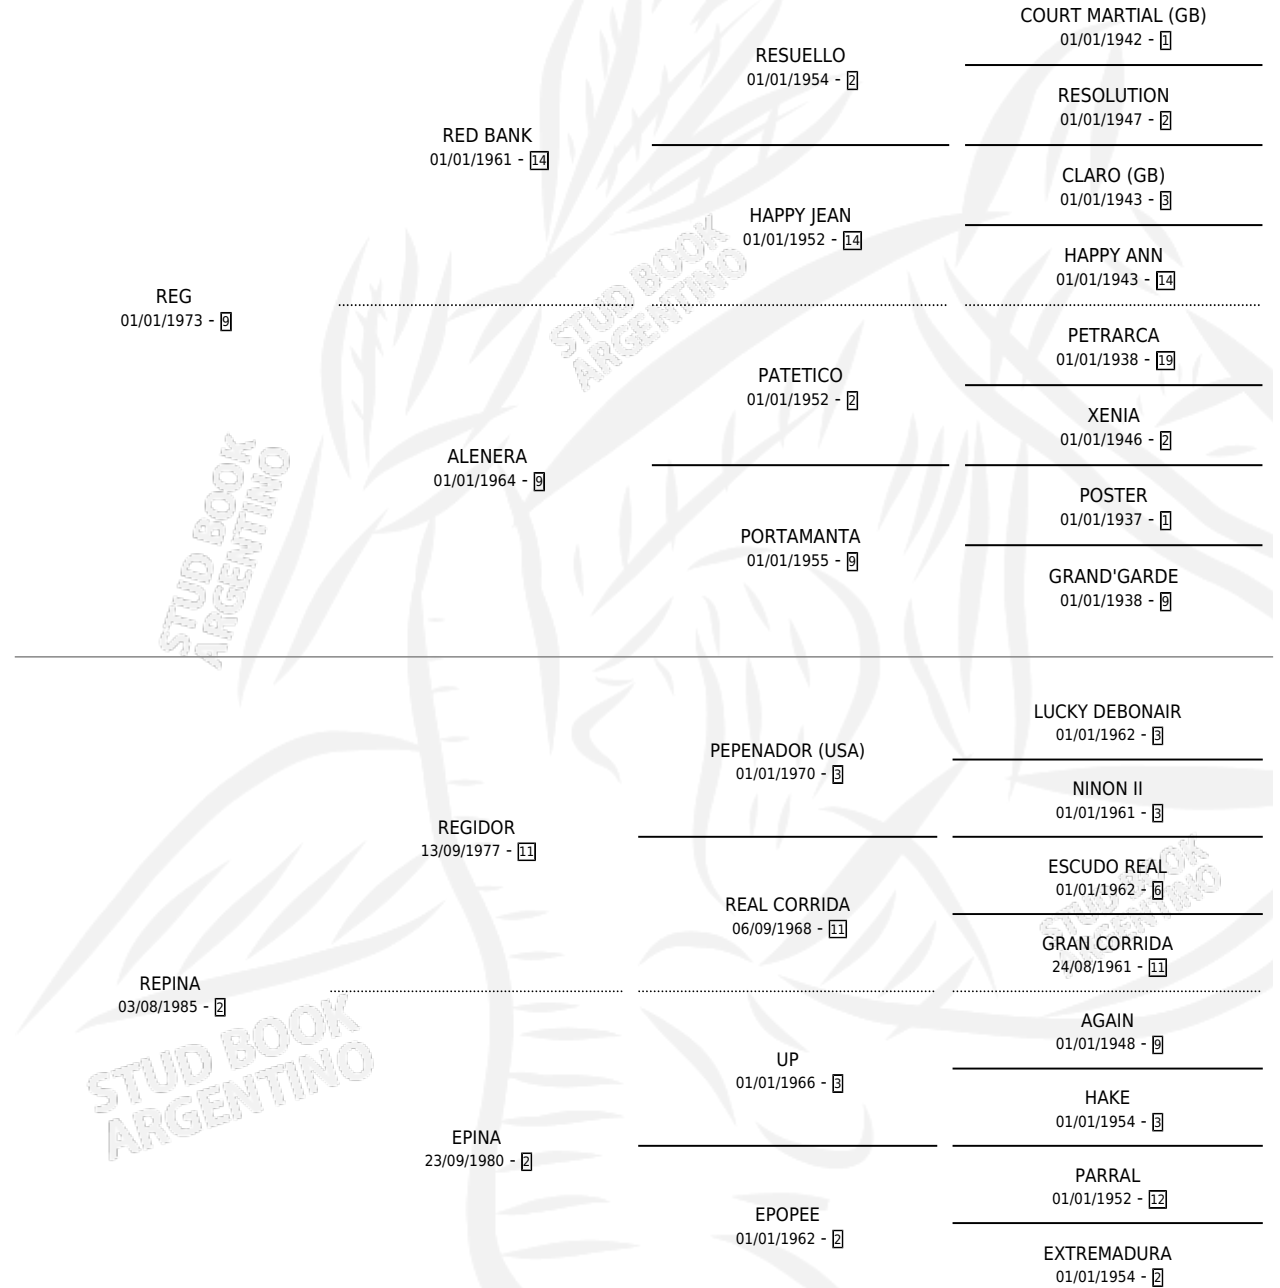 COURT MARTIAL (GB)
01/01/1942 - 1
RESUELLO
01/01/1954 - 2
RESOLUTION
01/01/1947 - 2
RED BANK
01/01/1961 - 14
CLARO (GB)
01/01/1943 - 3
HAPPY JEAN
01/01/1952 - 14
HAPPY ANN
01/01/1943 - 14
REG
01/01/1973 - 9
STUD BOOK
ARGENTINO
PETRARCA
01/01/1938 - 19
PATETICO
01/01/1952 - 2
XENIA
01/01/1946 - 2
ALENERA
01/01/1964 - 9
POSTER
01/01/1937 - 1
PORTAMANTA
01/01/1955 - 9
GRAND'GARDE
01/01/1938 - 9
STUD BOOK
ARGENTINO
LUCKY DEBONAIR
01/01/1962 - 3
PEPENADOR (USA)
01/01/1970 - 3
NINON II
01/01/1961 - 3
REGIDOR
13/09/1977 - 11
ESCUDO REAL
01/01/1962 - 6
REAL CORRIDA
06/09/1968 - 11
GRAN CORRIDA
24/08/1961 - 11
STUD BOOK
ARGENTINO
REPINA
03/08/1985 - 2
AGAIN
01/01/1948 - 9
UP
01/01/1966 - 3
HAKE
01/01/1954 - 3
STUD BOOK
ARGENTINO
EPINA
23/09/1980 - 2
PARRAL
01/01/1952 - 12
EPOPEE
01/01/1962 - 2
EXTREMADURA
01/01/1954 - 2